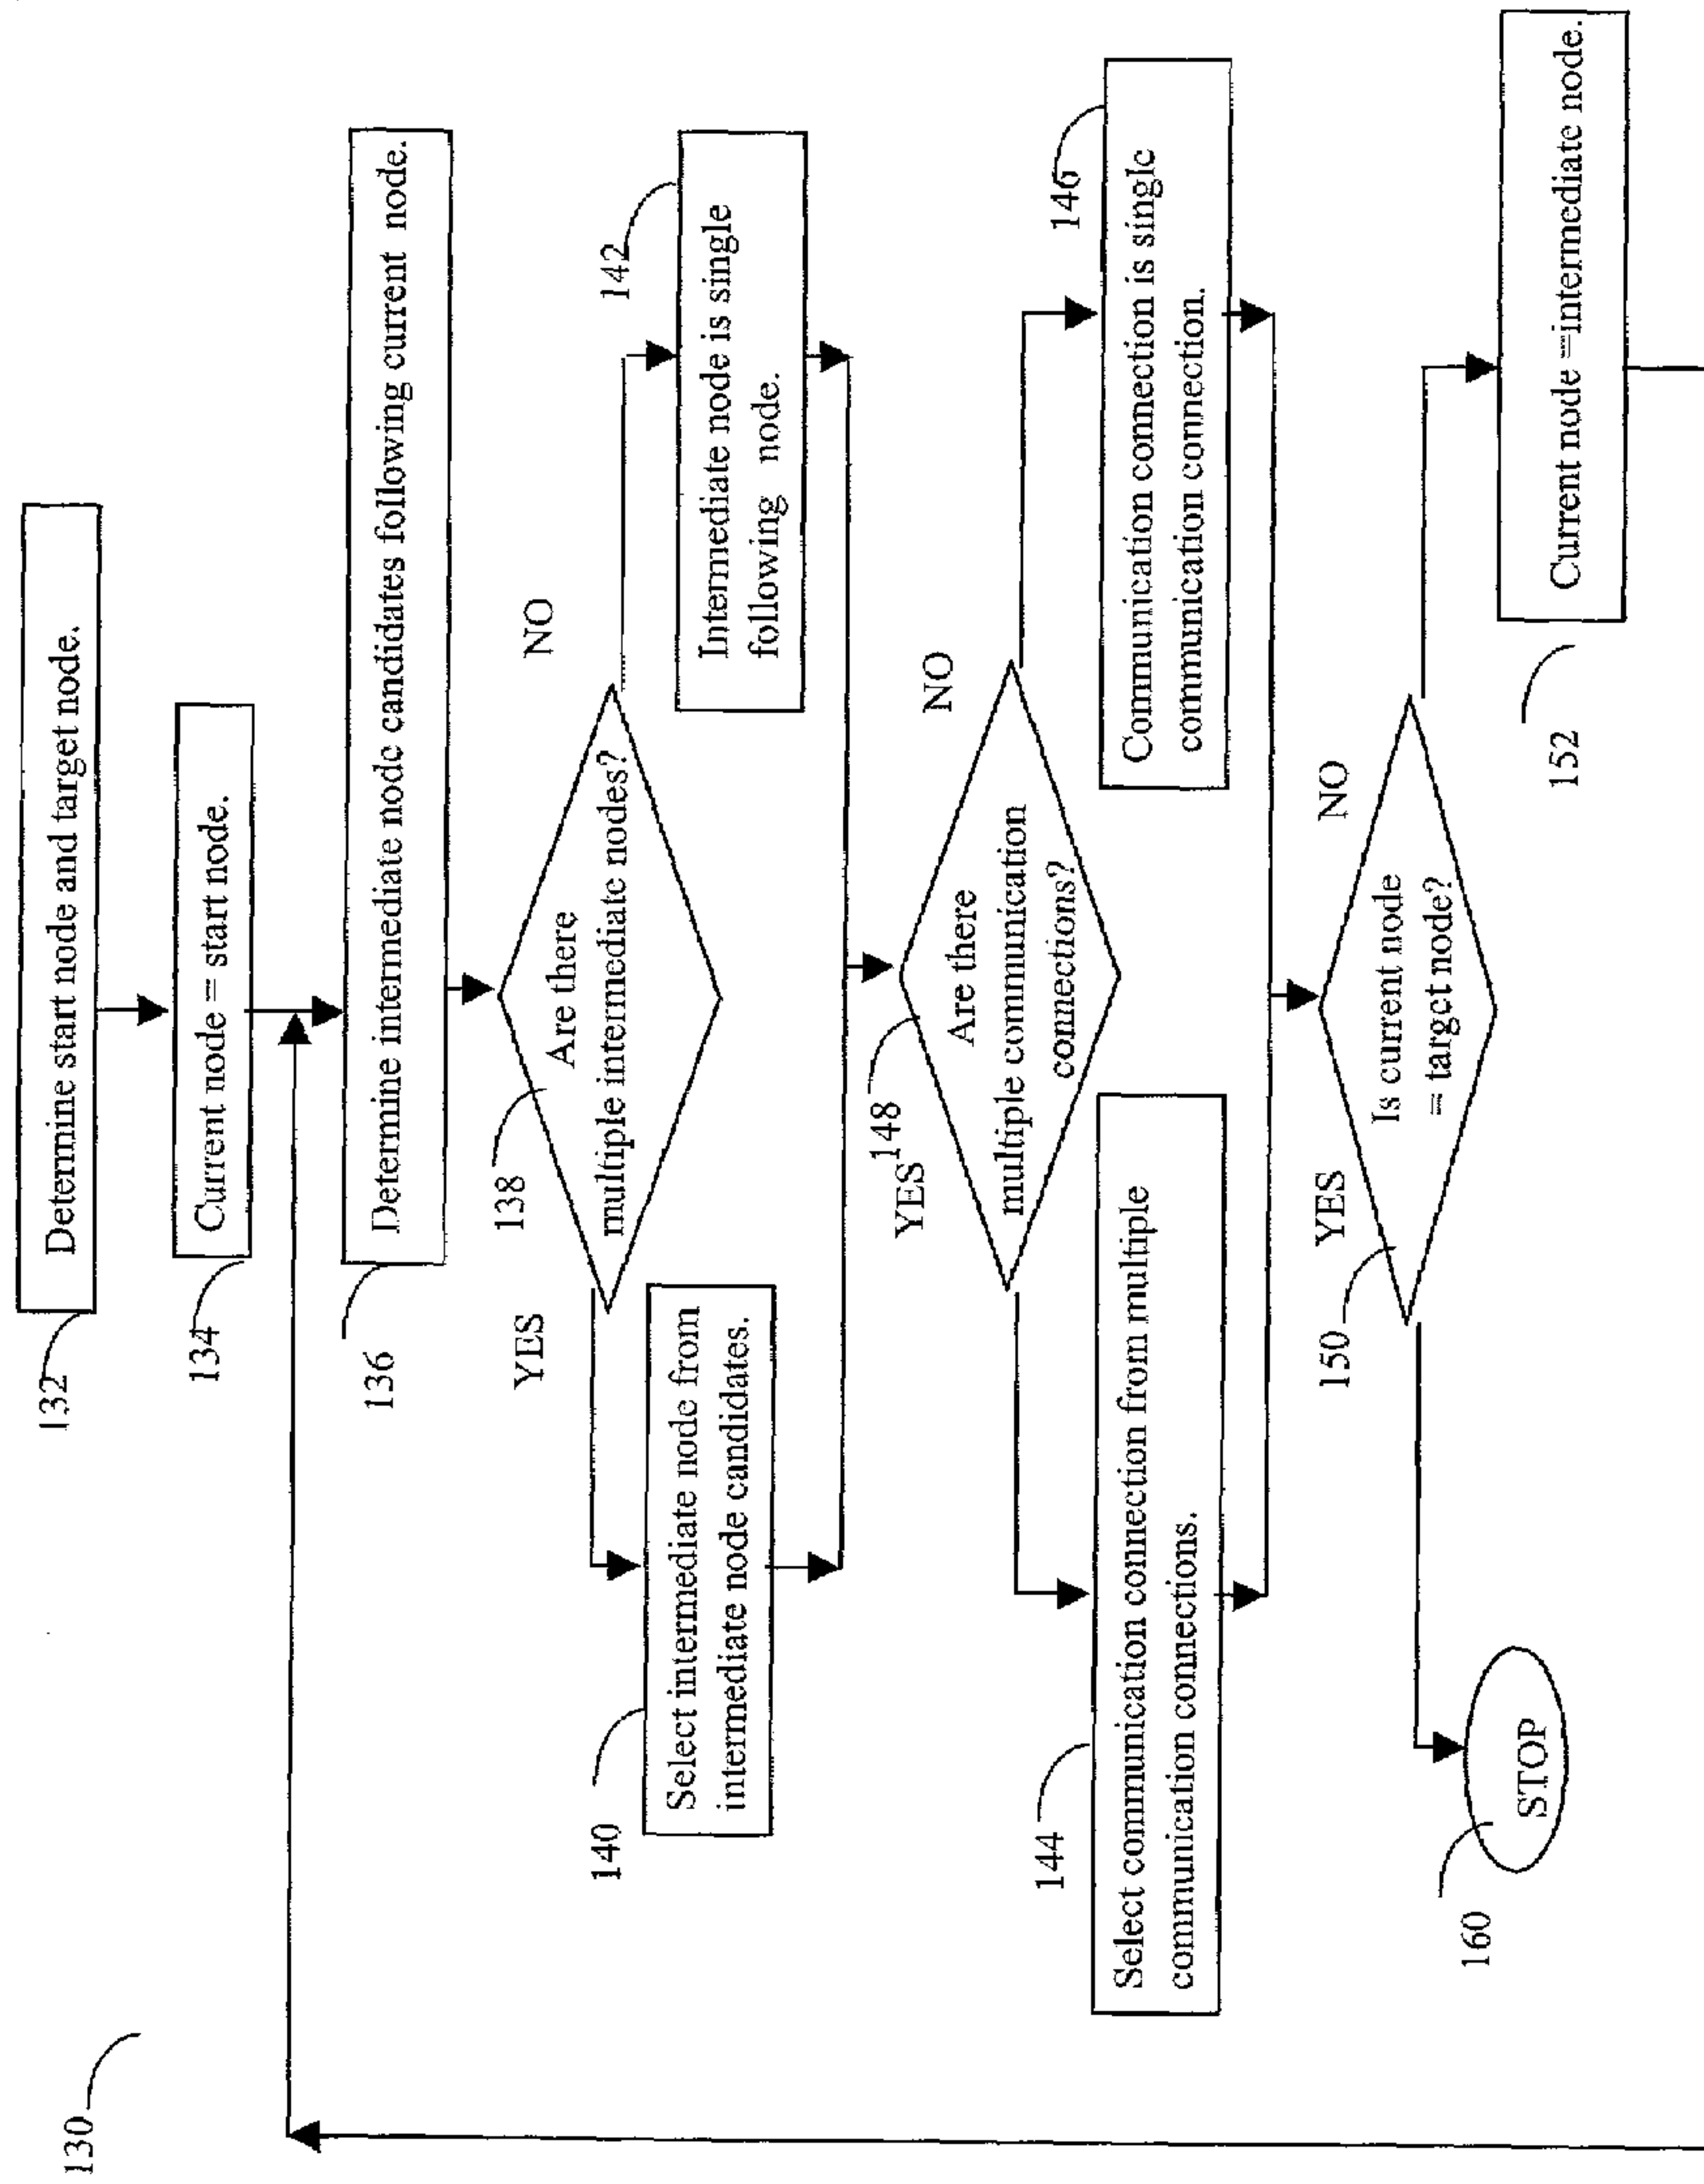 130
132
Determine start node and target node.
134
Current node = start node.
136
Determine intermediate node candidates following current node.
138
Are there
multiple intermediate nodes?
YES
NO
140
Select intermediate node from
intermediate node candidates.
142
Intermediate node is single
following node.
148
Are there
multiple communication
connections?
YES
NO
144
Select communication connection from multiple
communication connections.
146
Communication connection is single
communication connection.
150
Is current node
= target node?
YES
NO
160
STOP
152
Current node =intermediate node.